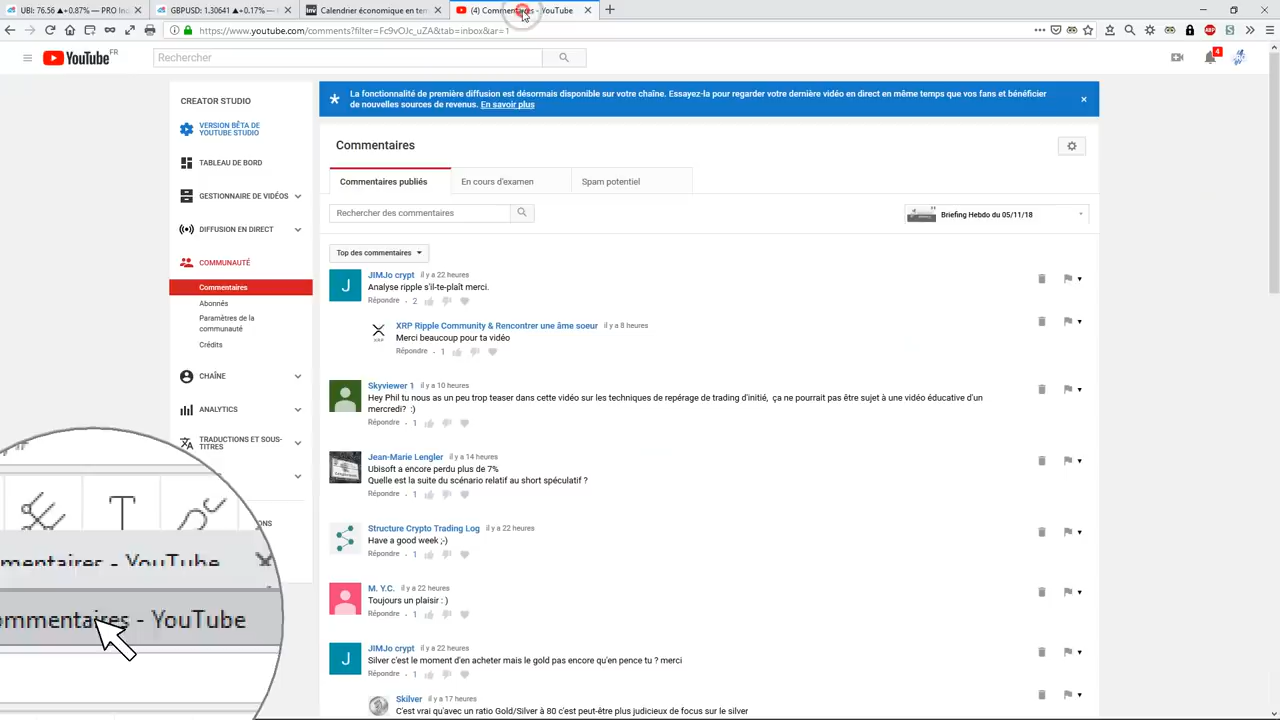 UBI: 76.56 ▲+0.87% — PRO Ind
GBPUSD: 1.30641 ▲+0.17% —
Calendrier économique en tem
(4) Commentaires - YouTube
https://www.youtube.com/comments?filter=Fc9vOJc_uZA&tab=inbox&ar=1
YouTube FR
Rechercher
4
CREATOR STUDIO
VERSION BÊTA DE
YOUTUBE STUDIO
TABLEAU DE BORD
GESTIONNAIRE DE VIDÉOS
DIFFUSION EN DIRECT
COMMUNAUTÉ
Commentaires
Abonnés
Paramètres de la
communauté
Crédits
CHAÎNE
ANALYTICS
TRADUCTIONS ET SOUS-
TITRES
La fonctionnalité de première diffusion est désormais disponible sur votre chaîne. Essayez-la pour regarder votre dernière vidéo en direct en même temps que vos fans et bénéficier
de nouvelles sources de revenus. En savoir plus
Commentaires
Commentaires publiés
En cours d'examen
Spam potentiel
Rechercher des commentaires
Briefing Hebdo du 05/11/18
Top des commentaires
J
JIMJo crypt il y a 22 heures
Analyse ripple s'il-te-plaît merci.
Répondre • 2
XRP
XRP Ripple Community & Rencontrer une âme soeur il y a 8 heures
Merci beaucoup pour ta vidéo
Répondre • 1
Skyviewer 1 il y a 10 heures
Hey Phil tu nous as un peu trop teaser dans cette vidéo sur les techniques de repérage de trading d'initié, ça ne pourrait pas être sujet à une vidéo éducative d'un
mercredi? :)
Répondre • 1
Jean-Marie Lengler il y a 14 heures
Ubisoft a encore perdu plus de 7%
Quelle est la suite du scénario relatif au short spéculatif ?
Répondre • 1
Structure Crypto Trading Log il y a 22 heures
Have a good week ;-)
Répondre • 1
M. Y.C. il y a 22 heures
Toujours un plaisir : )
Répondre • 1
J
JIMJo crypt il y a 22 heures
Silver c'est le moment d'en acheter mais le gold pas encore qu'en pence tu ? merci
Répondre • 1
Skilver il y a 17 heures
C'est vrai qu'avec un ratio Gold/Silver à 80 c'est peut-être plus judicieux de focus sur le silver
T
mentaires - YouTube
ommentaires - YouTube